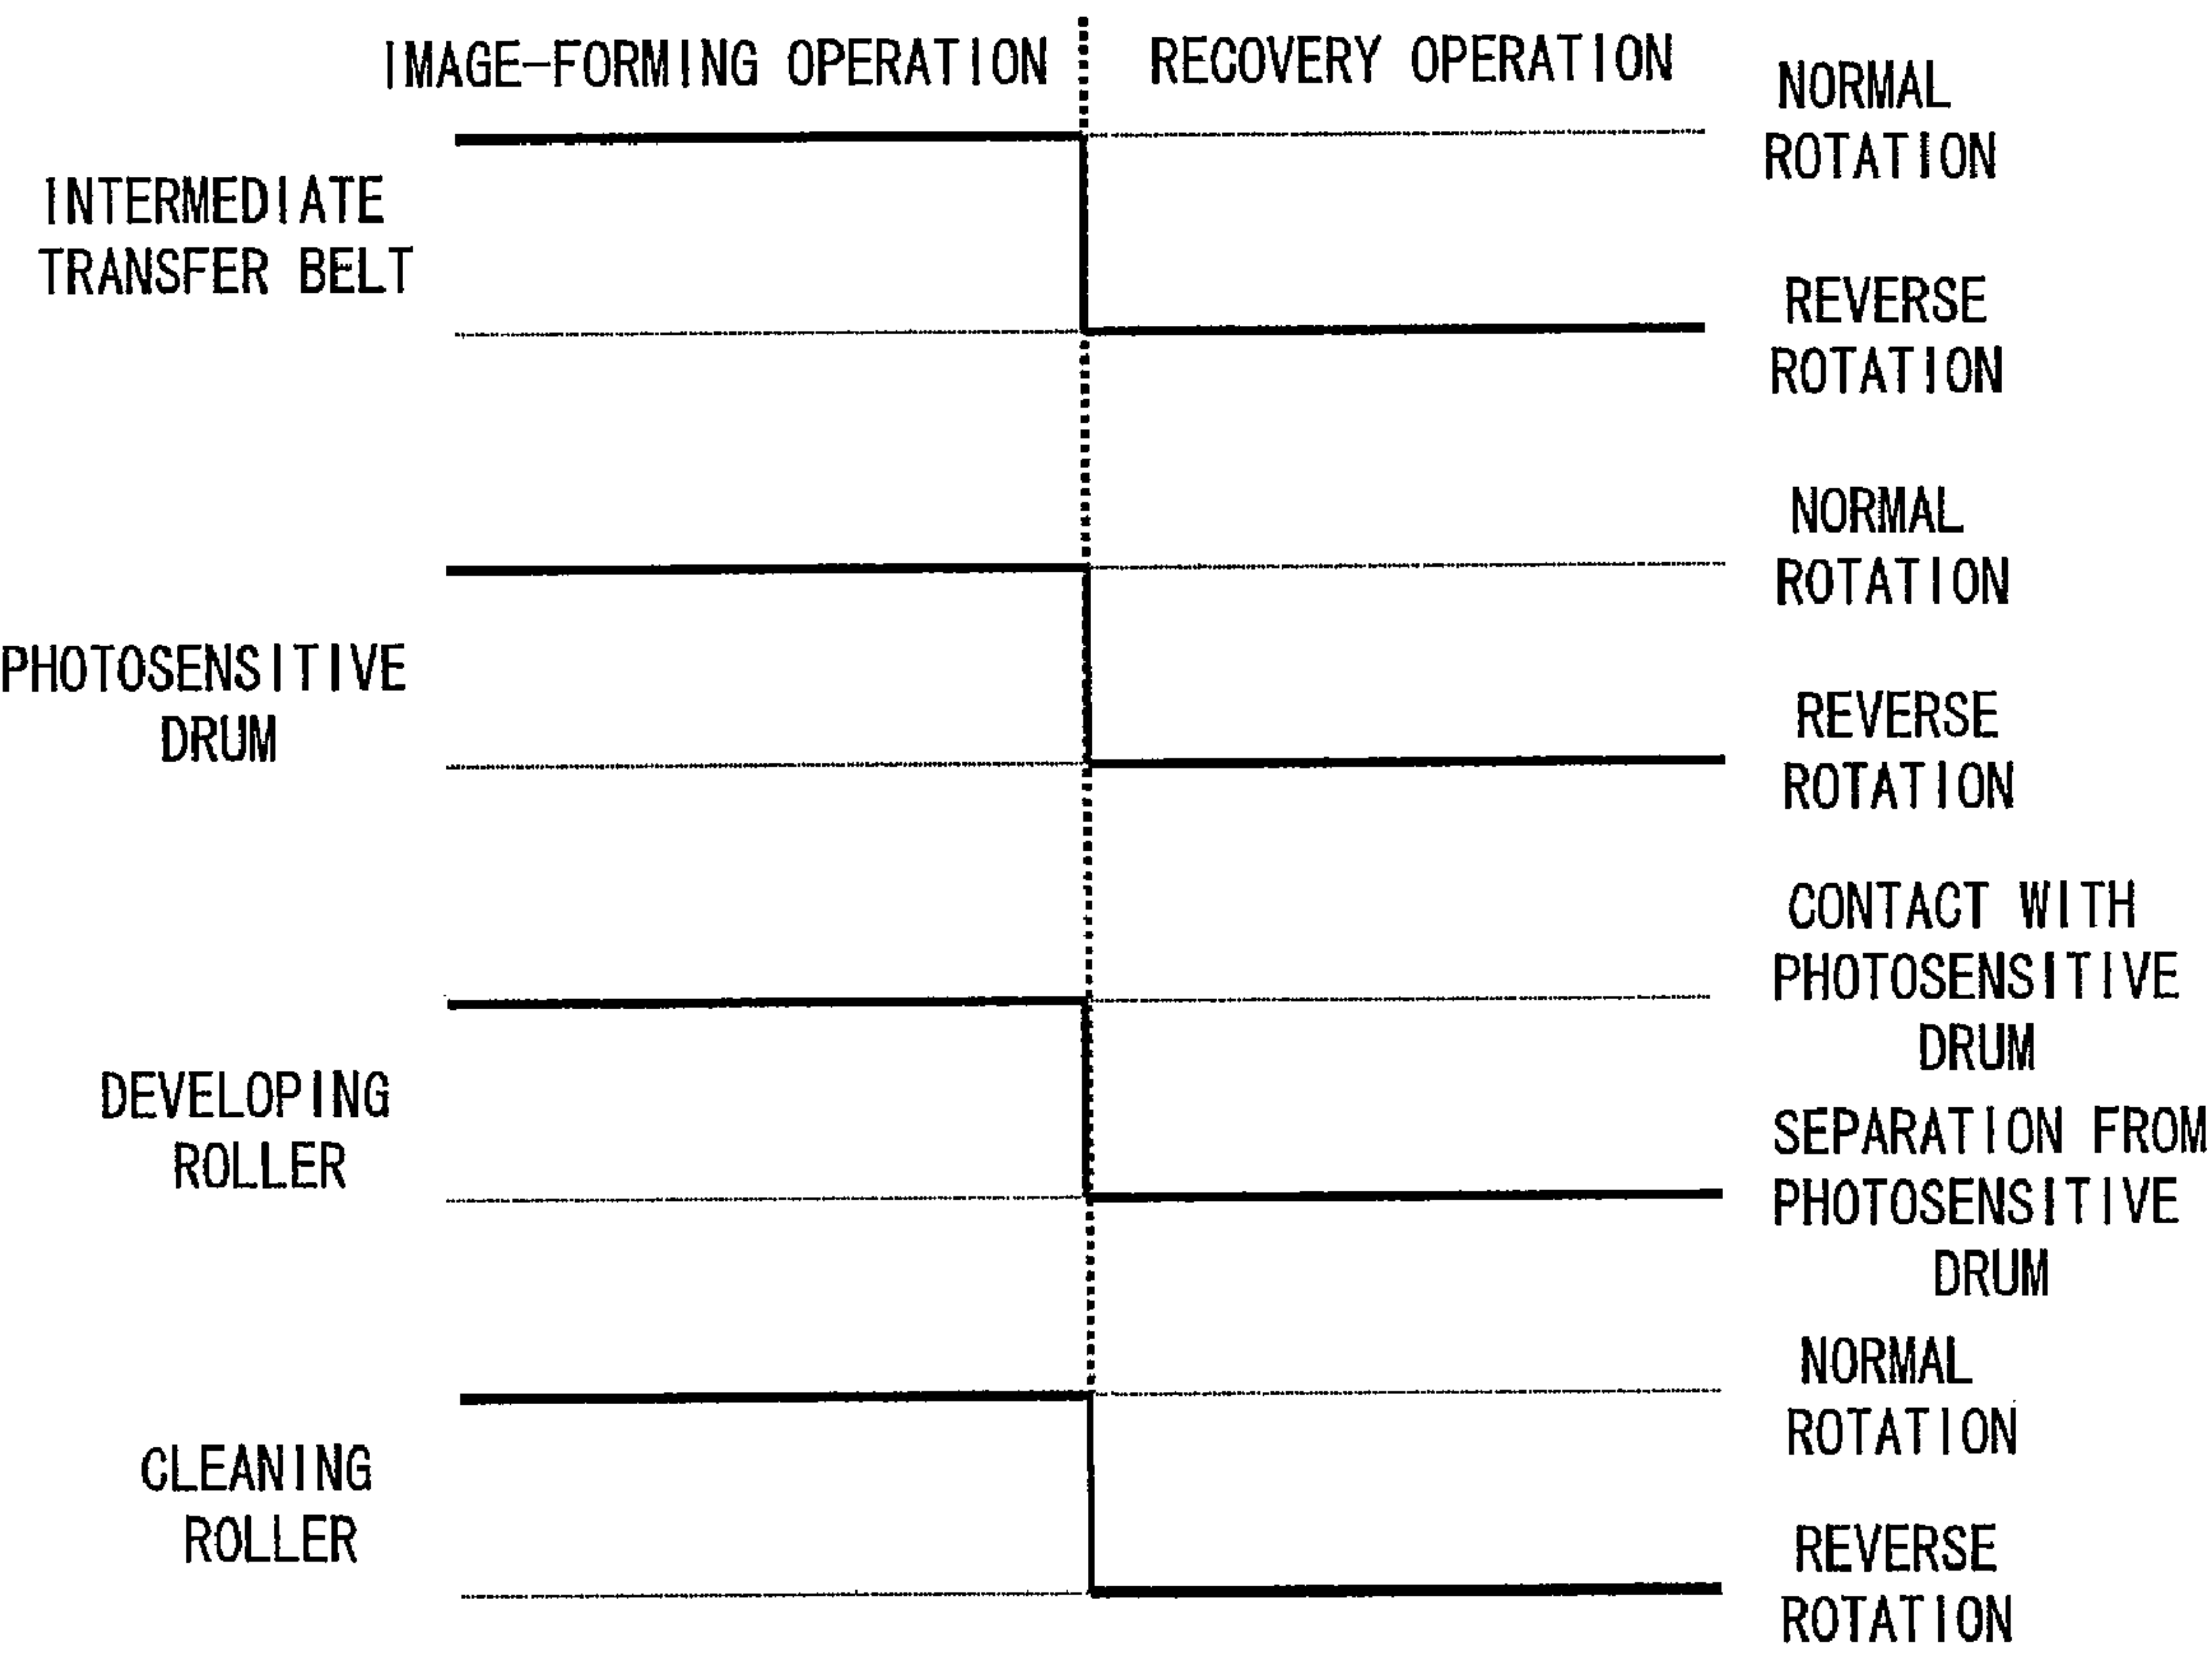 IMAGE-FORMING OPERATION
RECOVERY OPERATION
NORMAL
ROTATION
INTERMEDIATE
TRANSFER BELT
REVERSE
ROTATION
NORMAL
ROTATION
PHOTOSENSITIVE
DRUM
REVERSE
ROTATION
CONTACT WITH
PHOTOSENSITIVE
DRUM
DEVELOPING
ROLLER
SEPARATION FROM
PHOTOSENSITIVE
DRUM
NORMAL
ROTATION
CLEANING
ROLLER
REVERSE
ROTATION